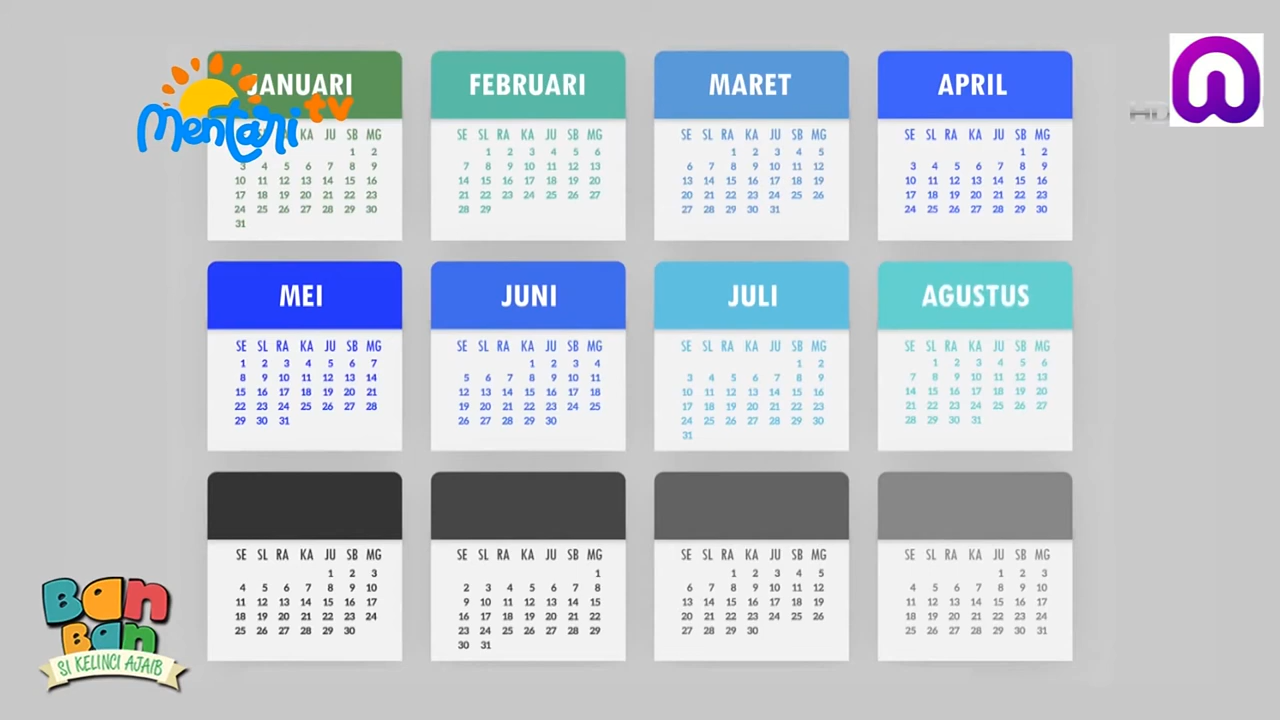 JANUARI
Mentari tv
KA JU SB MG
1 2
3 4 5 6 7 8 9
10 11 12 13 14 15 16
17 18 19 20 21 22 23
24 25 26 27 28 29 30
31
FEBRUARI
SE SL RA KA JU SB MG
1 2 3 4 5 6
7 8 9 10 11 12 13
14 15 16 17 18 19 20
21 22 23 24 25 26 27
28 29
MARET
SE SL RA KA JU SB MG
1 2 3 4 5
6 7 8 9 10 11 12
13 14 15 16 17 18 19
20 21 22 23 24 25 26
27 28 29 30 31
APRIL
SE SL RA KA JU SB MG
1 2
3 4 5 6 7 8 9
10 11 12 13 14 15 16
17 18 19 20 21 22 23
24 25 26 27 28 29 30
HD
MEI
SE SL RA KA JU SB MG
1 2 3 4 5 6 7
8 9 10 11 12 13 14
15 16 17 18 19 20 21
22 23 24 25 26 27 28
29 30 31
JUNI
SE SL RA KA JU SB MG
1 2 3 4
5 6 7 8 9 10 11
12 13 14 15 16 17 18
19 20 21 22 23 24 25
26 27 28 29 30
JULI
SE SL RA KA JU SB MG
1 2
3 4 5 6 7 8 9
10 11 12 13 14 15 16
17 18 19 20 21 22 23
24 25 26 27 28 29 30
31
AGUSTUS
SE SL RA KA JU SB MG
1 2 3 4 5 6
7 8 9 10 11 12 13
14 15 16 17 18 19 20
21 22 23 24 25 26 27
28 29 30 31
SE SL RA KA JU SB MG
1 2 3
4 5 6 7 8 9 10
11 12 13 14 15 16 17
18 19 20 21 22 23 24
25 26 27 28 29 30
SE SL RA KA JU SB MG
1
2 3 4 5 6 7 8
9 10 11 12 13 14 15
16 17 18 19 20 21 22
23 24 25 26 27 28 29
30 31
SE SL RA KA JU SB MG
1 2 3 4 5
6 7 8 9 10 11 12
13 14 15 16 17 18 19
20 21 22 23 24 25 26
27 28 29 30
SE SL RA KA JU SB MG
1 2 3
4 5 6 7 8 9 10
11 12 13 14 15 16 17
18 19 20 21 22 23 24
25 26 27 28 29 30 31
Ban
Ban
SI KELINCI AJAIB